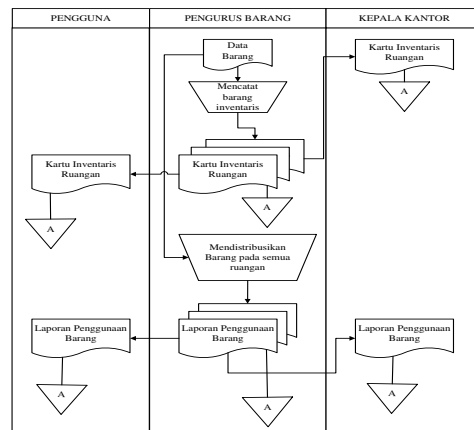 PENGGUNA
PENGURUS BARANG
KEPALA KANTOR
Data
Barang
Kartu Inventaris
Ruangan
Mencatat
barang
inventaris
A
Kartu Inventaris
Ruangan
Kartu Inventaris
Ruangan
A
A
Mendistribusikan
Barang pada semua
ruangan
Laporan Penggunaan
Barang
Laporan Penggunaan
Barang
Laporan Penggunaan
Barang
A
A
A